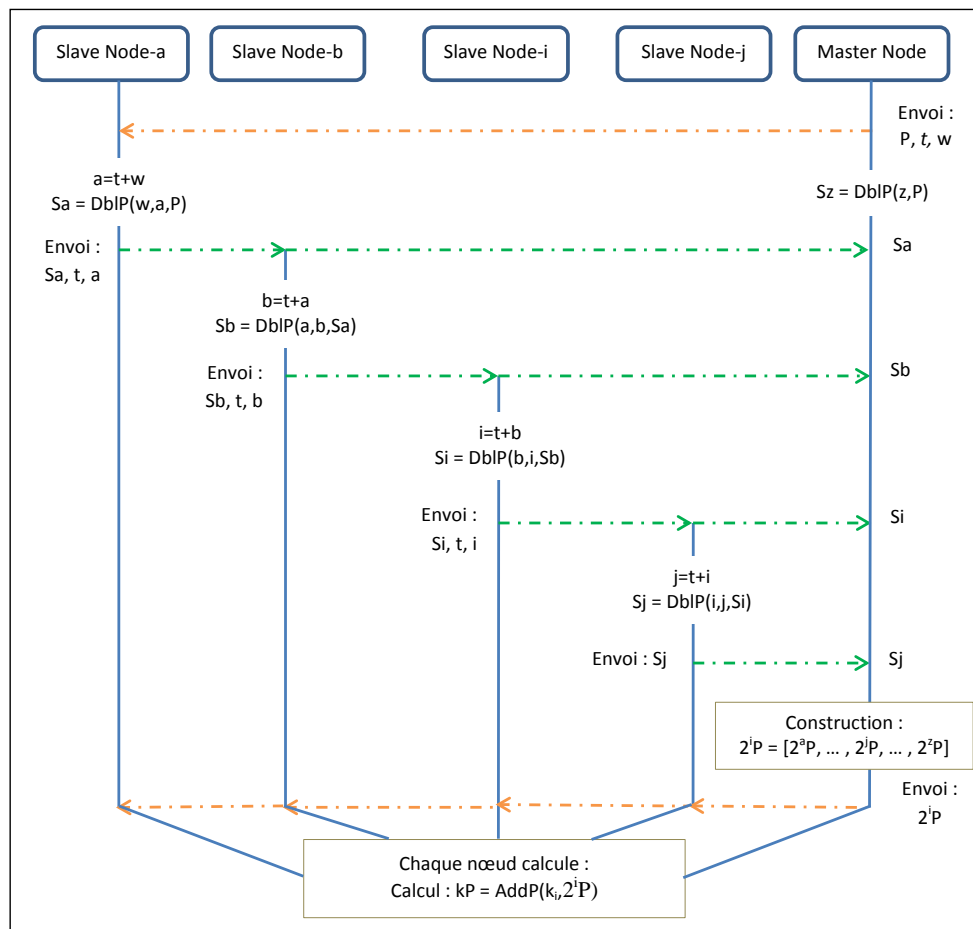 Slave Node-a
Slave Node-b
Slave Node-i
Slave Node-j
Master Node
Envoi :
P, t, w
a=t+w
Sa = DblP(w,a,P)
Sz = DblP(z,P)
Envoi :
Sa, t, a
Sa
b=t+a
Sb = DblP(a,b,Sa)
Envoi :
Sb, t, b
Sb
i=t+b
Si = DblP(b,i,Sb)
Envoi :
Si, t, i
Si
j=t+i
Sj = DblP(i,j,Si)
Envoi : Sj
Sj
Construction :
2ⁱP = [2ᵃP, … , 2ʲP, … , 2ᶻP]
Envoi :
2ⁱP
Chaque nœud calcule :
Calcul : kP = AddP(kᵢ,2ⁱP)